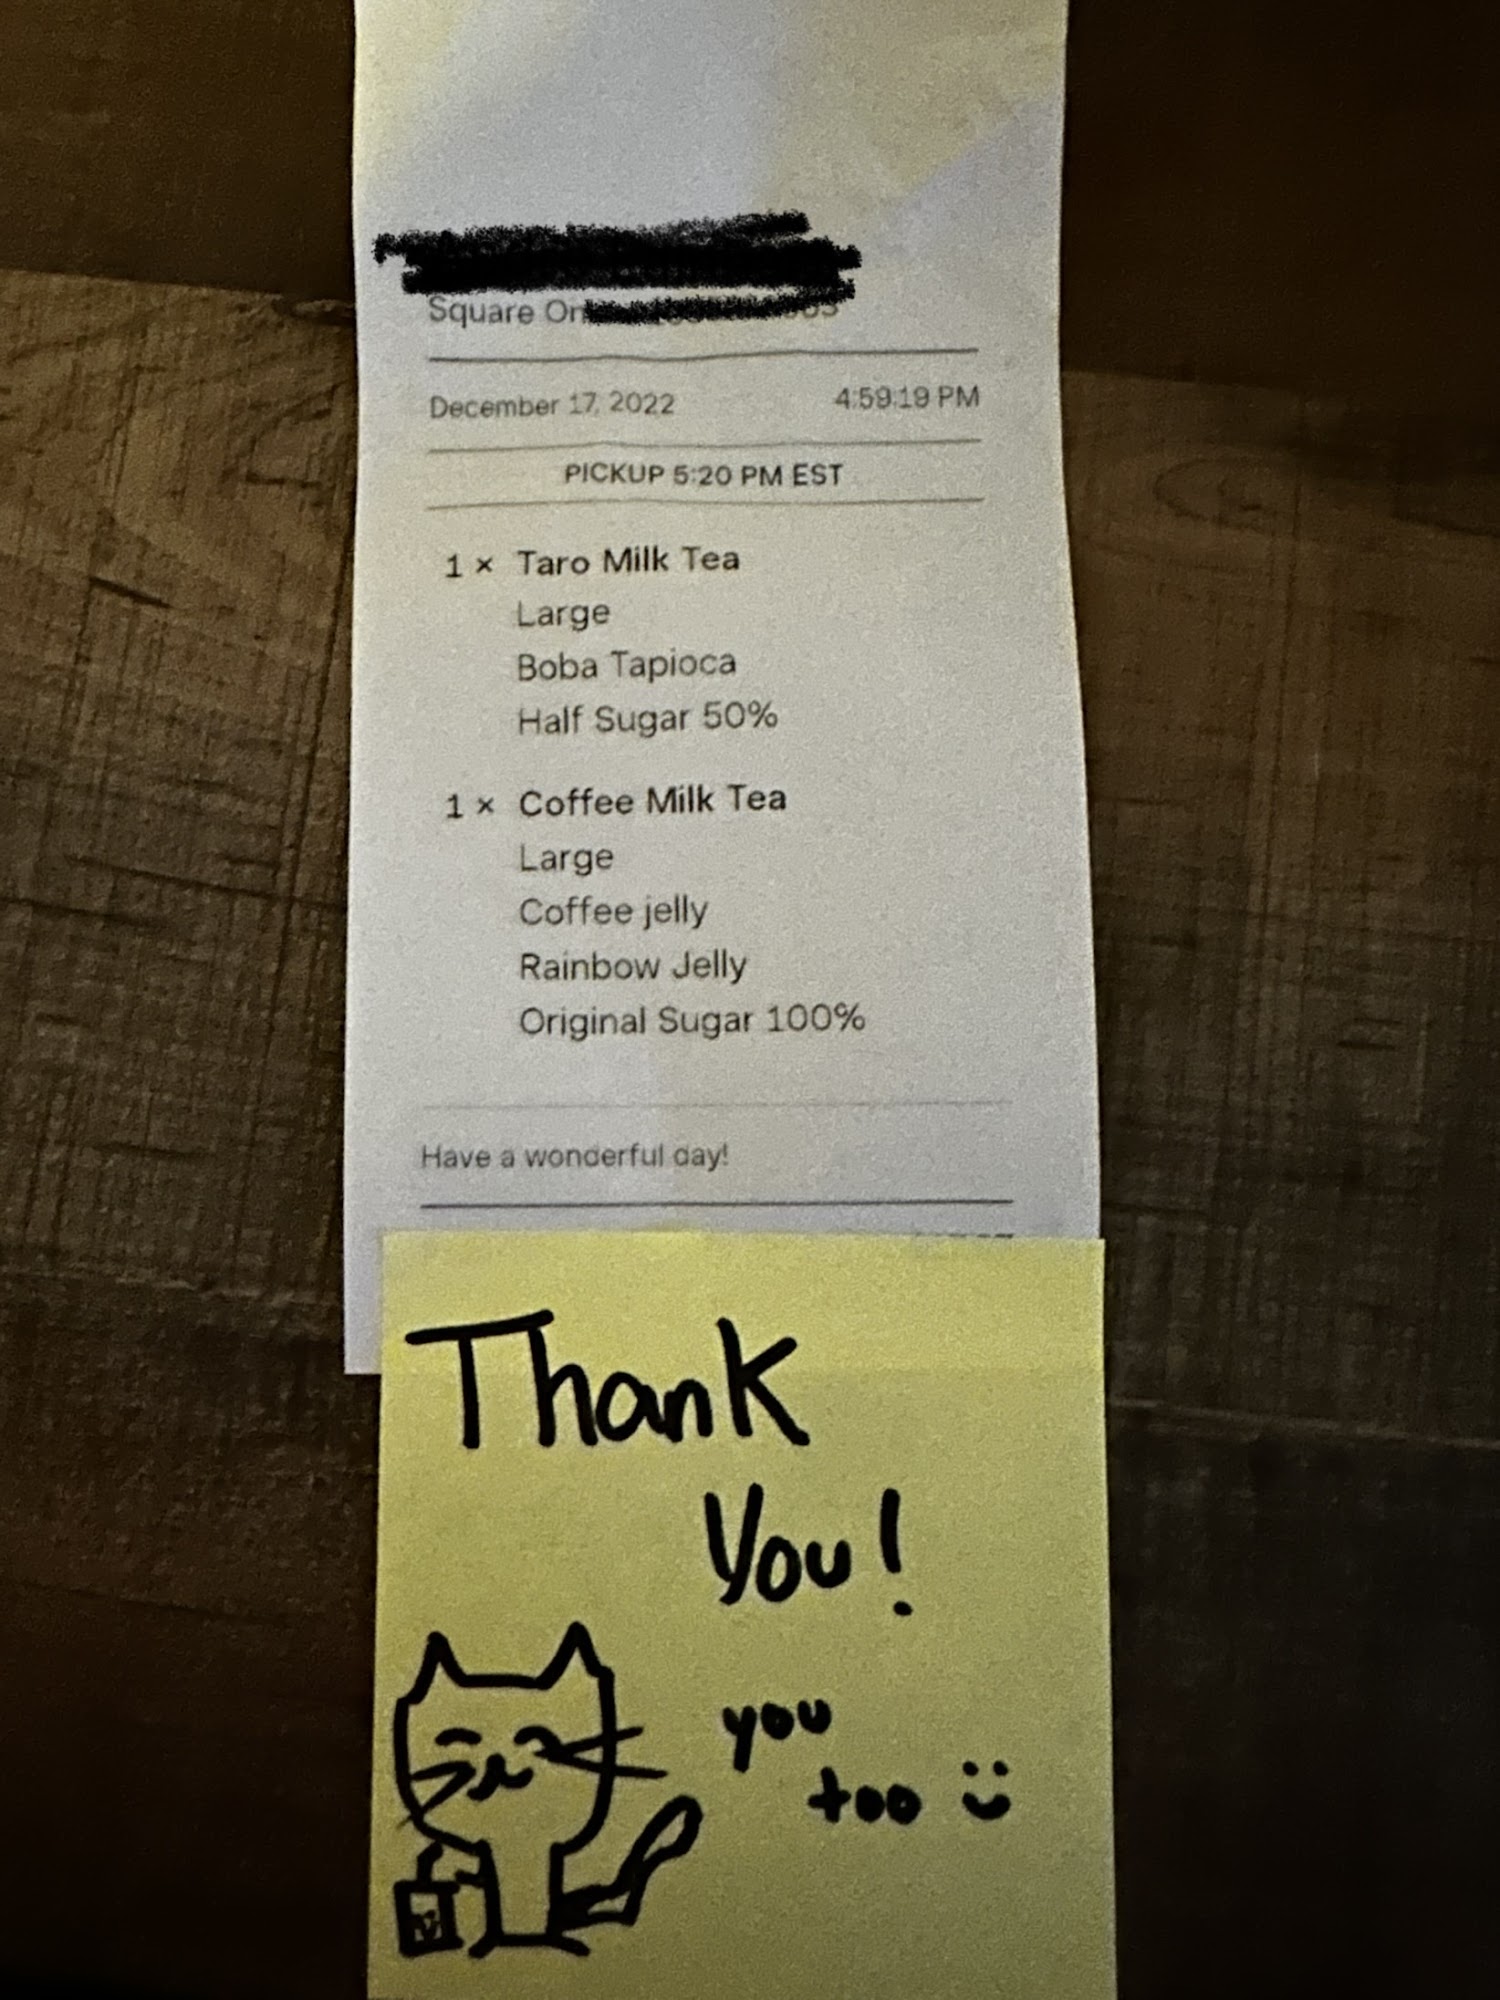 Square
December 17, 2022 4:59:19 PM
PICKUP 5:20 PM EST
1 × Taro Milk Tea
Large
Boba Tapioca
Half Sugar 50%
1 × Coffee Milk Tea
Large
Coffee jelly
Rainbow Jelly
Original Sugar 100%
Have a wonderful day!
Thank
You!
you
too :)